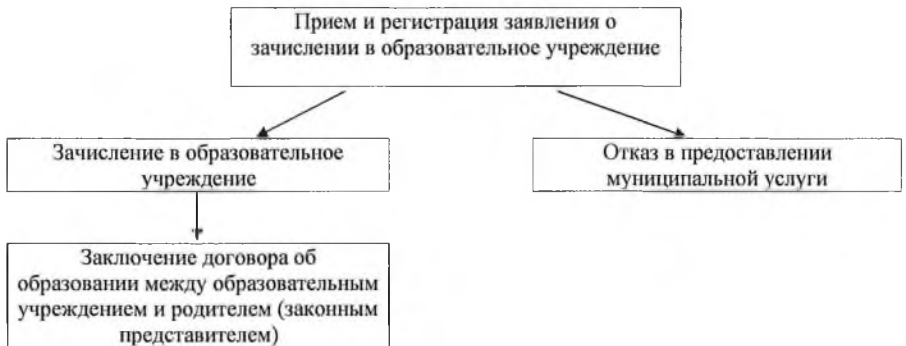 Прием и регистрация заявления о
зачислении в образовательное учреждение
Зачисление в образовательное
учреждение
Отказ в предоставлении
муниципальной услуги
Заключение договора об
образовании между образовательным
учреждением и родителем (законным
представителем)